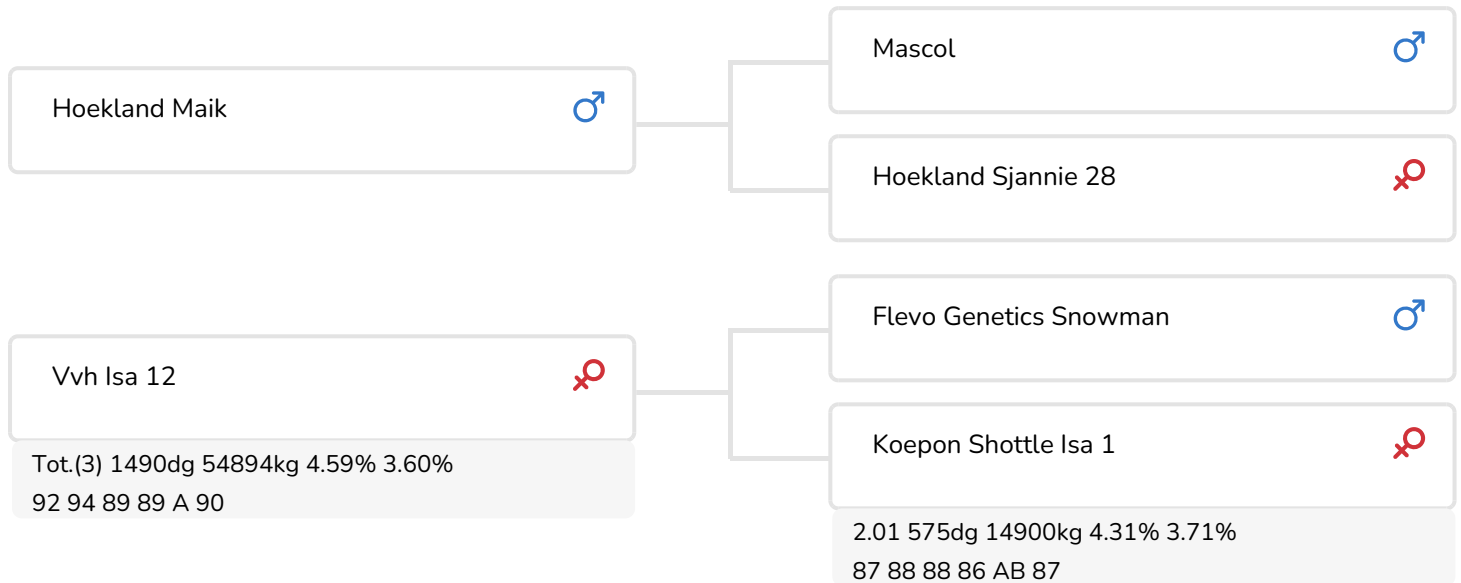 Mascol
Hoekland Maik
Hoekland Sjannie 28
Flevo Genetics Snowman
Vvh Isa 12
Tot.(3) 1490dg 54894kg 4.59% 3.60%
92 94 89 89 A 90
Koepon Shottle Isa 1
2.01 575dg 14900kg 4.31% 3.71%
87 88 88 86 AB 87